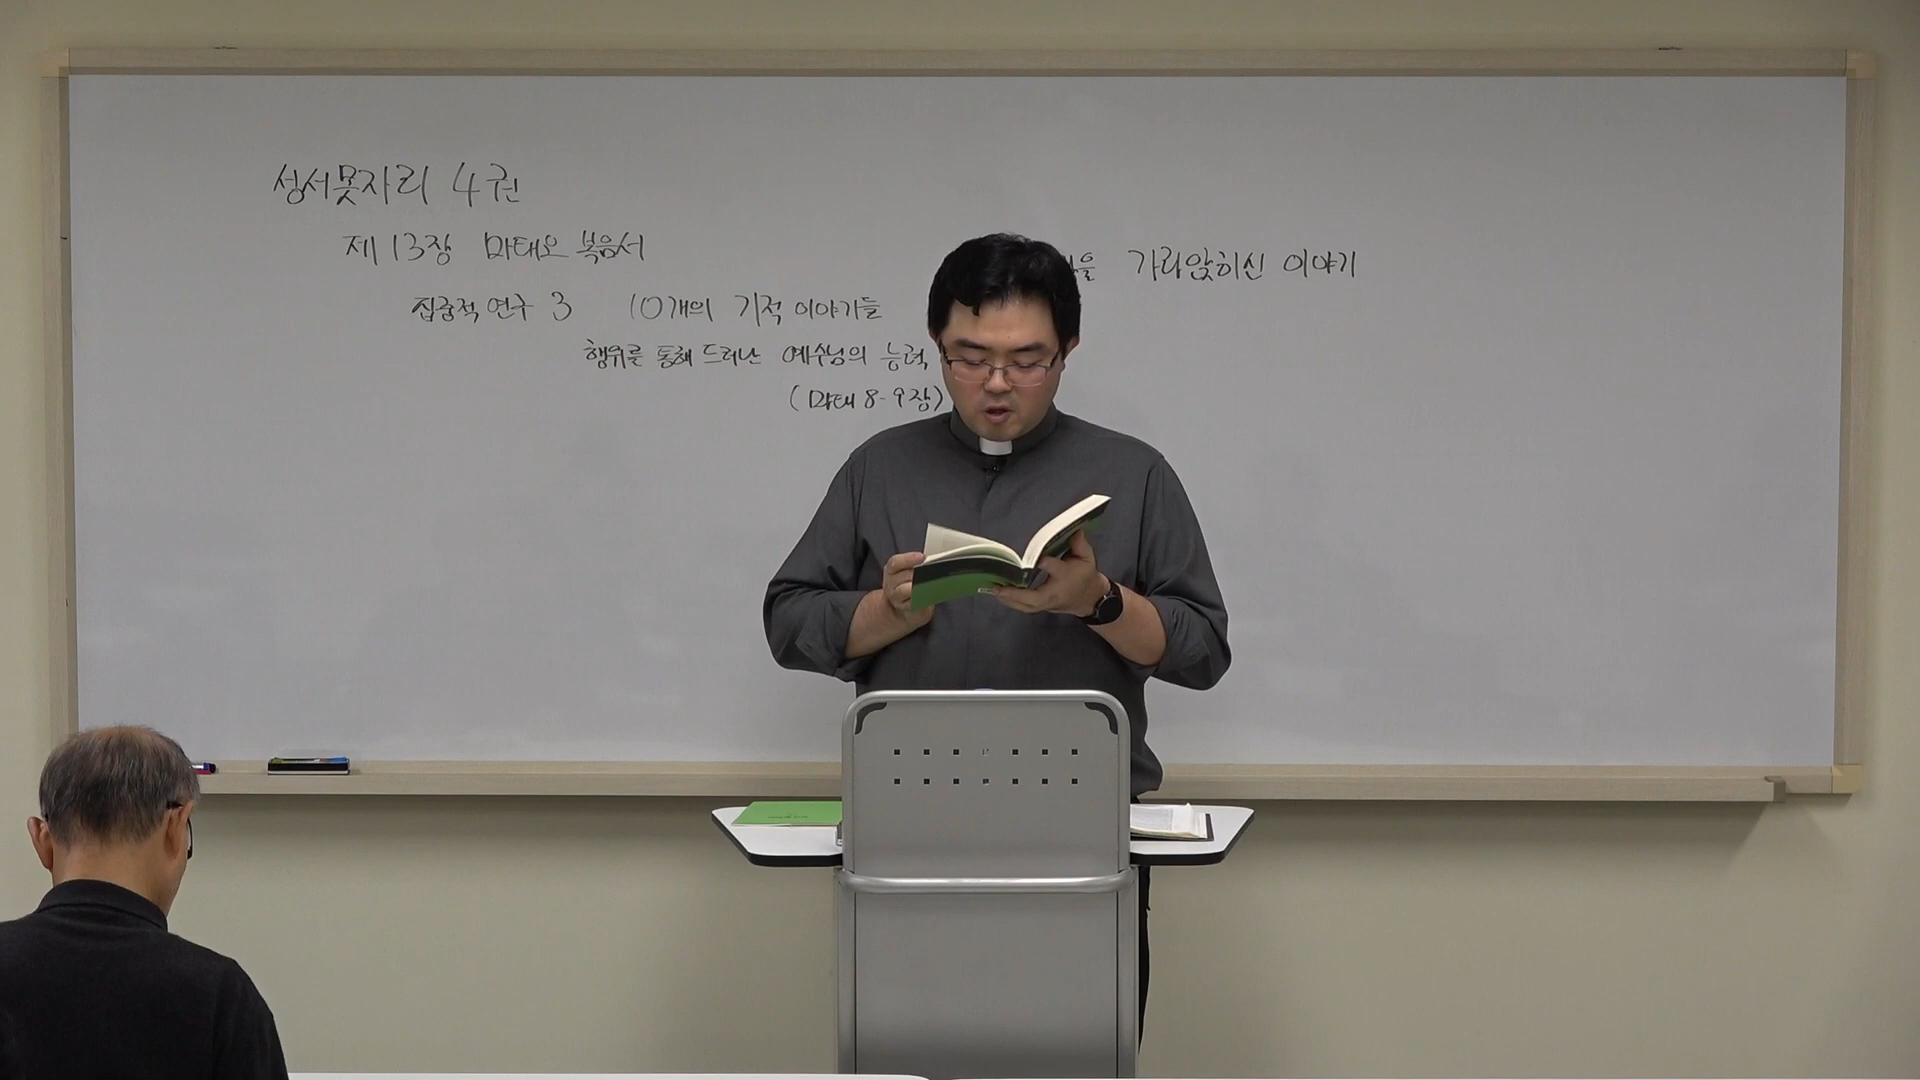 성서못자리 4권
제 13장 마태오 복음서
집중적 연구 3 10개의 기적 이야기들
행위를 통해 드러난 예수님의 능력
(마태 8-9장)
가라앉히신 이야기